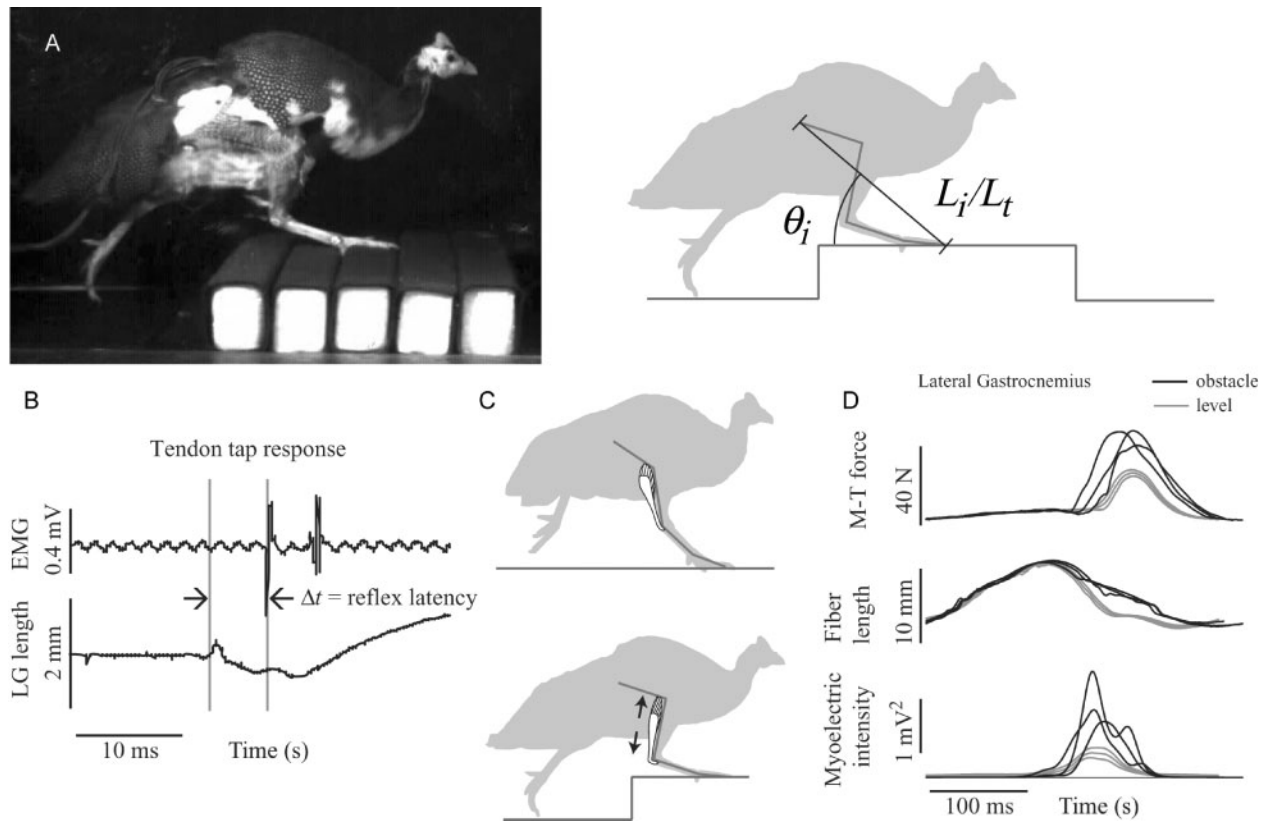 A
θi
Li/Lt
B
Tendon tap response
EMG
0.4 mV
Δt = reflex latency
LG length
2 mm
10 ms
Time (s)
C
D
Lateral Gastrocnemius
obstacle
level
M-T force
40 N
Fiber
length
10 mm
Myoelectric
intensity
1 mV²
100 ms
Time (s)